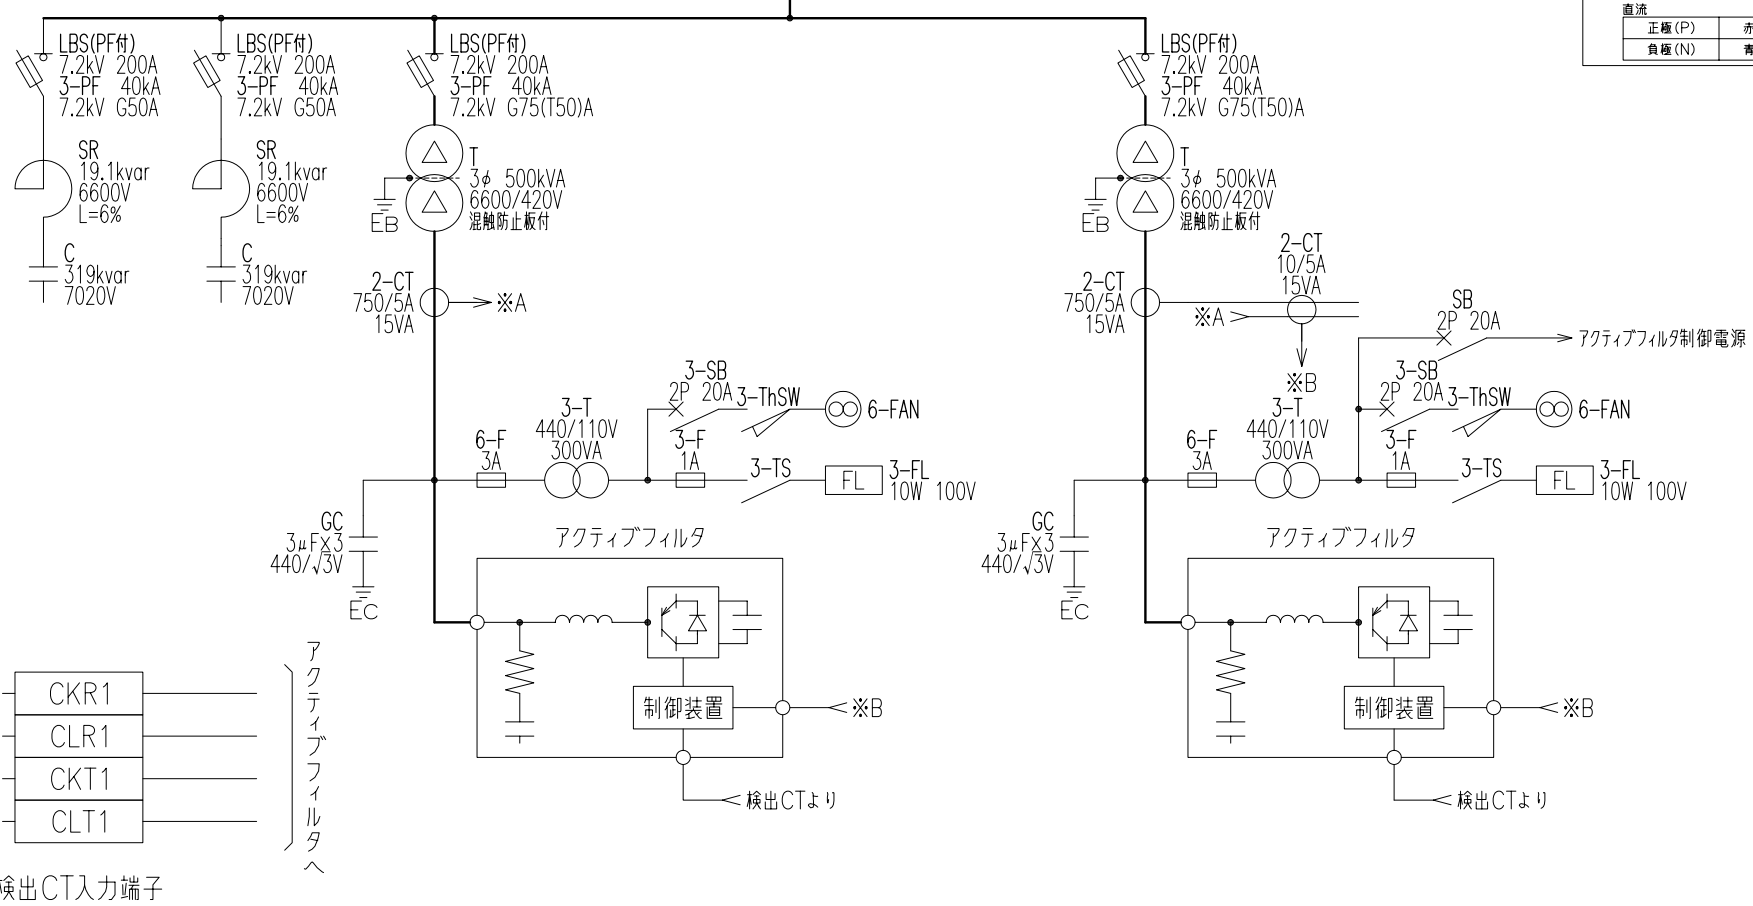 直流
正極(P)
負極(N)
LBS(PF付)
7.2kV 200A
3-PF 40kA
7.2kV G50A
LBS(PF付)
7.2kV 200A
3-PF 40kA
7.2kV G50A
LBS(PF付)
7.2kV 200A
3-PF 40kA
7.2kV G75(T50)A
LBS(PF付)
7.2kV 200A
3-PF 40kA
7.2kV G75(T50)A
SR
19.1kvar
6600V
L=6%
SR
19.1kvar
6600V
L=6%
T
3φ 500kVA
6600/420V
混触防止板付
EB
T
3φ 500kVA
6600/420V
混触防止板付
EB
C
319kvar
7020V
C
319kvar
7020V
2-CT
750/5A
15VA
※A
2-CT
750/5A
15VA
2-CT
10/5A
15VA
※A
※B
SB
2P 20A
アクティブフィルタ制御電源
3-SB
2P 20A
3-ThSW
6-FAN
3-SB
2P 20A
3-ThSW
6-FAN
6-F
3A
3-T
440/110V
300VA
3-F
1A
3-TS
FL
3-FL
10W 100V
6-F
3A
3-T
440/110V
300VA
3-F
1A
3-TS
FL
3-FL
10W 100V
GC
3μF×3
440/√3V
EC
アクティブフィルタ
制御装置
※B
検出CTより
GC
3μF×3
440/√3V
EC
アクティブフィルタ
制御装置
※B
検出CTより
CKR1
CLR1
CKT1
CLT1
アクティブフィルタへ
検出CT入力端子